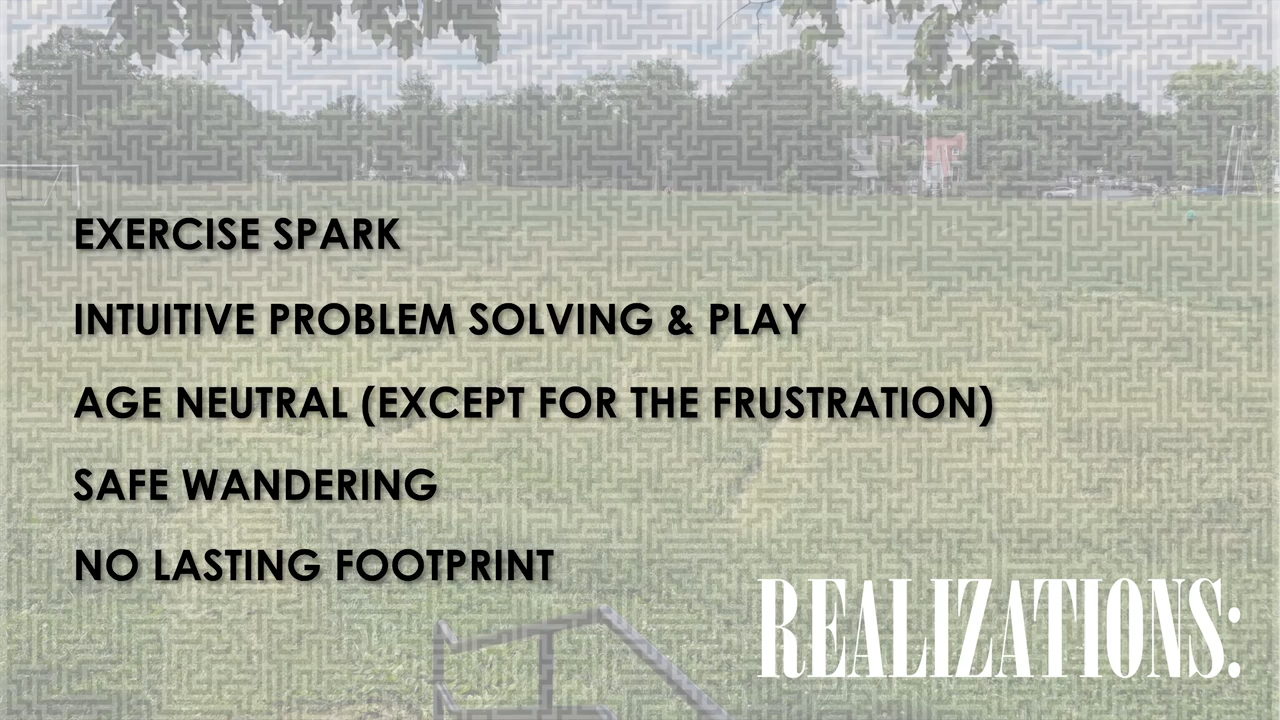 EXERCISE SPARK
INTUITIVE PROBLEM SOLVING & PLAY
AGE NEUTRAL (EXCEPT FOR THE FRUSTRATION)
SAFE WANDERING
NO LASTING FOOTPRINT
REALIZATIONS: